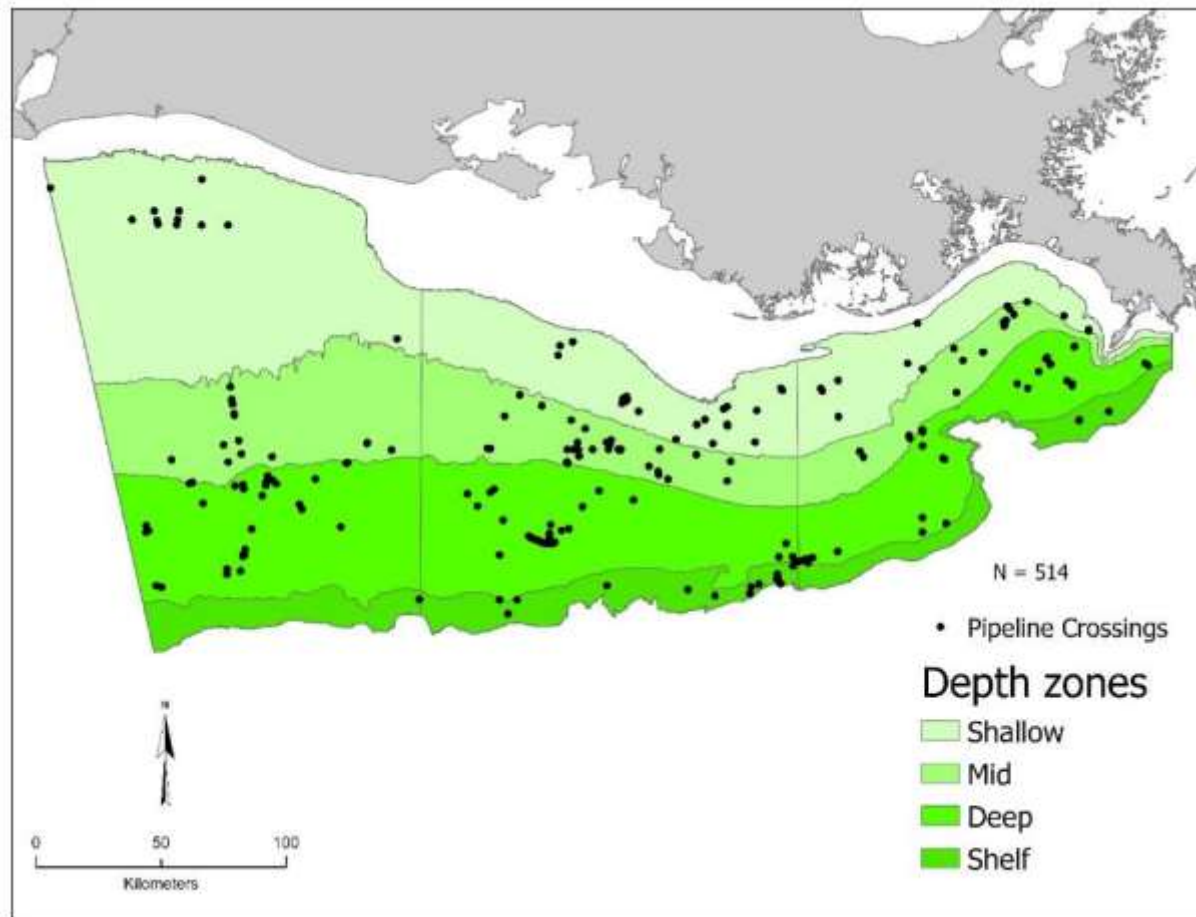 N = 514
Pipeline Crossings
Depth zones
Shallow
Mid
Deep
Shelf
N
0 50 100
Kilometers